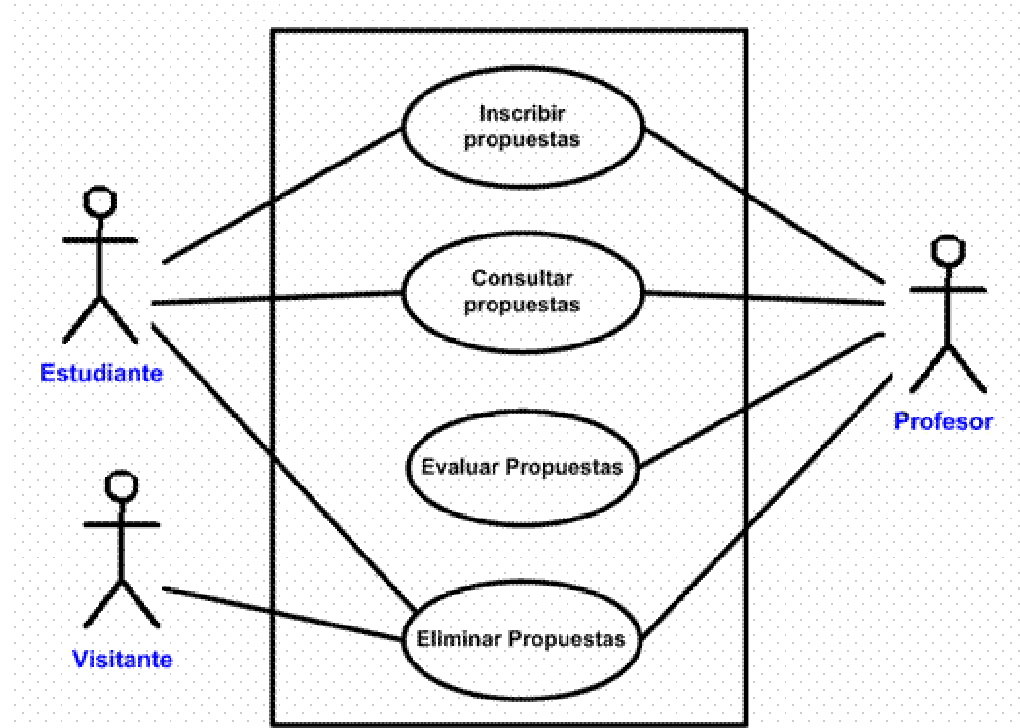 Inscribir
propuestas
Consultar
propuestas
Estudiante
Profesor
Evaluar Propuestas
Eliminar Propuestas
Visitante